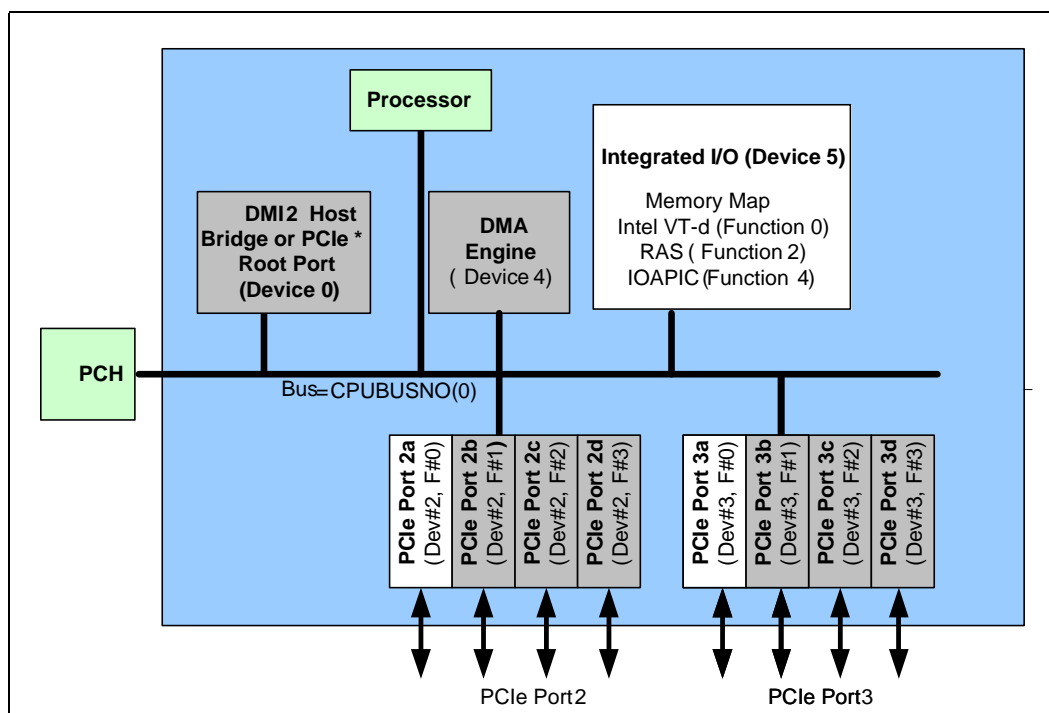 Processor
Integrated I/O (Device 5)
Memory Map
Intel VT-d (Function 0)
RAS ( Function 2)
IOAPIC (Function 4)
DMI2 Host
Bridge or PCIe *
Root Port
(Device 0)
DMA
Engine
( Device 4)
PCH
Bus=CPUBUSNO(0)
PCIe Port 2a
(Dev#2, F#0)
PCIe Port 2b
(Dev#2, F#1)
PCIe Port 2c
(Dev#2, F#2)
PCIe Port 2d
(Dev#2, F#3)
PCIe Port 3a
(Dev#3, F#0)
PCIe Port 3b
(Dev#3, F#1)
PCIe Port 3c
(Dev#3, F#2)
PCIe Port 3d
(Dev#3, F#3)
PCIe Port2
PCIe Port3